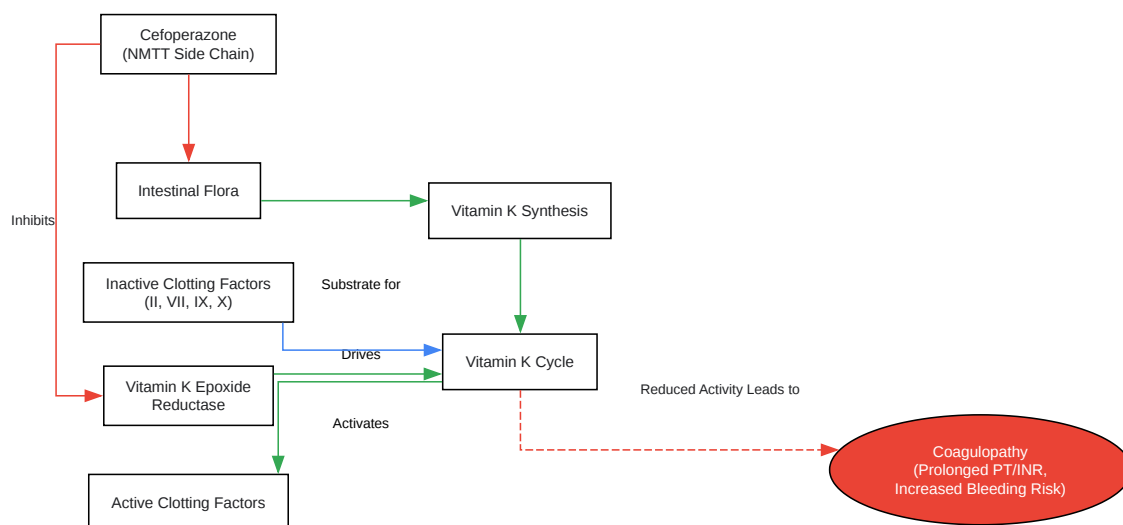 Cefoperazone
(NMTT Side Chain)
Intestinal Flora
Vitamin K Synthesis
Inhibits
Inactive Clotting Factors
(II, VII, IX, X)
Substrate for
Drives
Vitamin K Cycle
Vitamin K Epoxide
Reductase
Reduced Activity Leads to
Activates
Coagulopathy
(Prolonged PT/INR,
Increased Bleeding Risk)
Active Clotting Factors